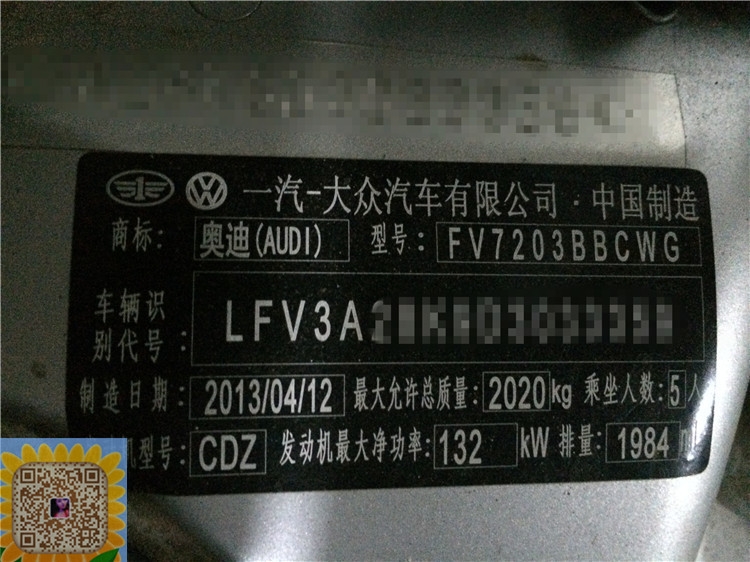 一汽-大众汽车有限公司·中国制造
商标: 奥迪(AUDI) 型号: FV7203BBCWG
车辆识别代号: LFV3A
制造日期: 2013/04/12 最大允许总质量: 2020kg 乘坐人数: 5人
机型号: CDZ 发动机最大净功率: 132 kW 排量: 1984